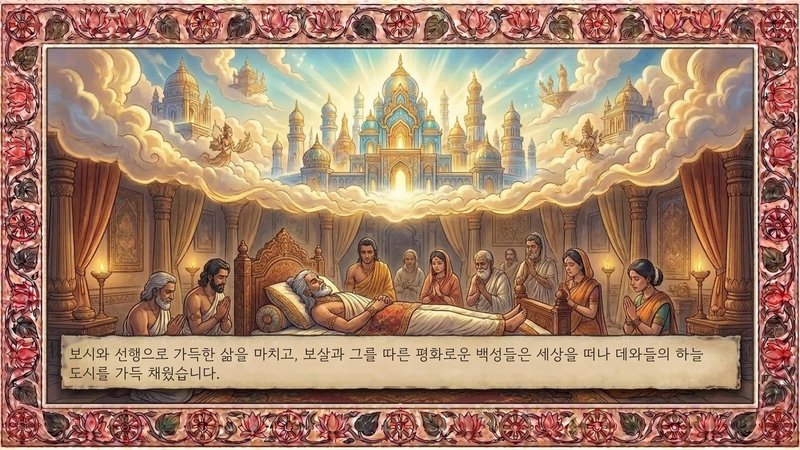 보시와 선행으로 가득한 삶을 마치고, 보살과 그를 따른 평화로운 백성들은 세상을 떠나 데와들의 하늘
도시를 가득 채웠습니다.